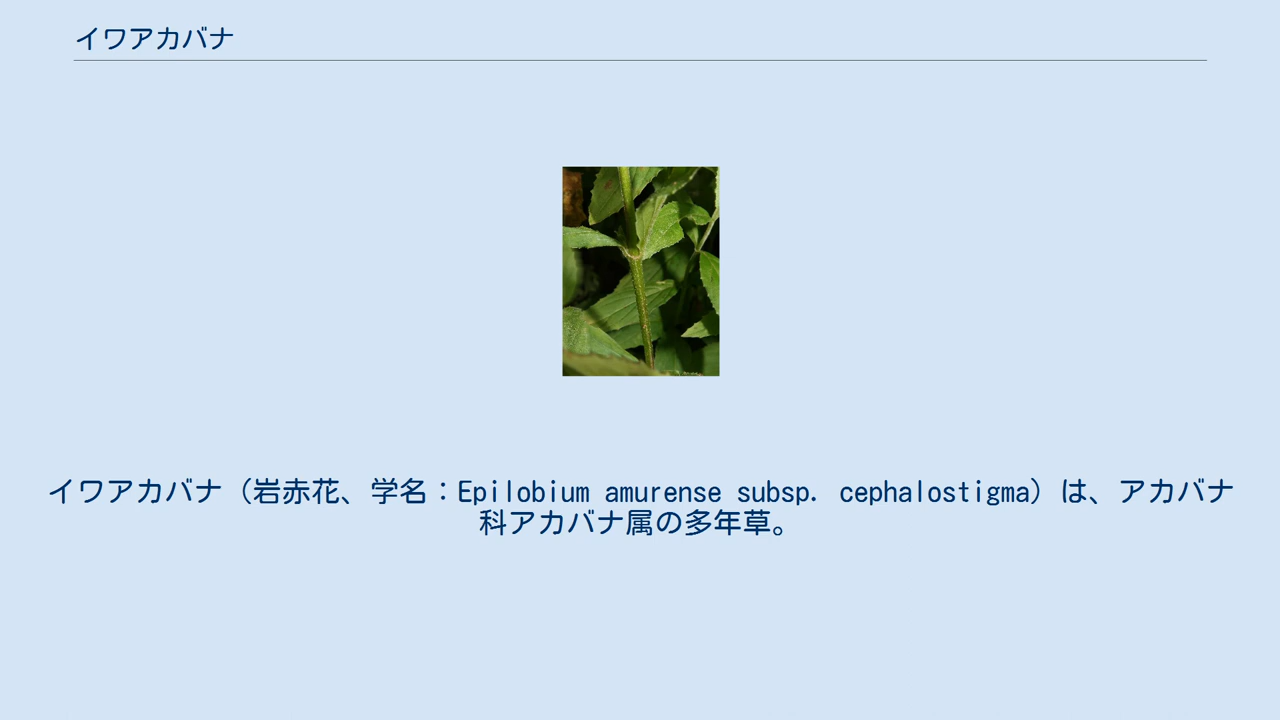 イワアカバナ
イワアカバナ（岩赤花、学名：Epilobium amurense subsp. cephalostigma）は、アカバナ
科アカバナ属の多年草。